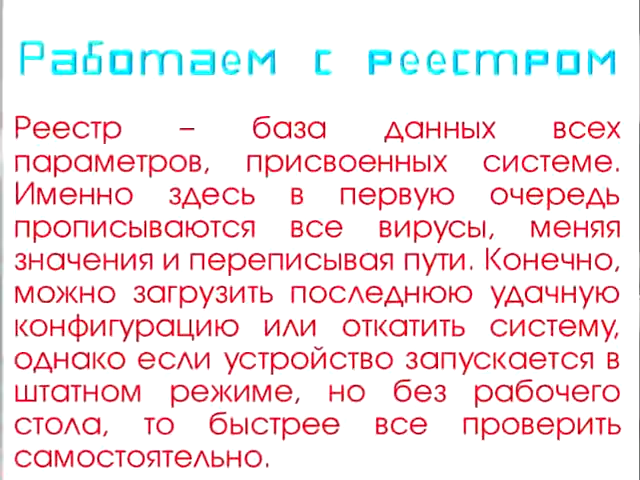 Работаем с реестром
Реестр – база данных всех
параметров, присвоенных системе.
Именно здесь в первую очередь
прописываются все вирусы, меняя
значения и переписывая пути. Конечно,
можно загрузить последнюю удачную
конфигурацию или откатить систему,
однако если устройство запускается в
штатном режиме, но без рабочего
стола, то быстрее все проверить
самостоятельно.